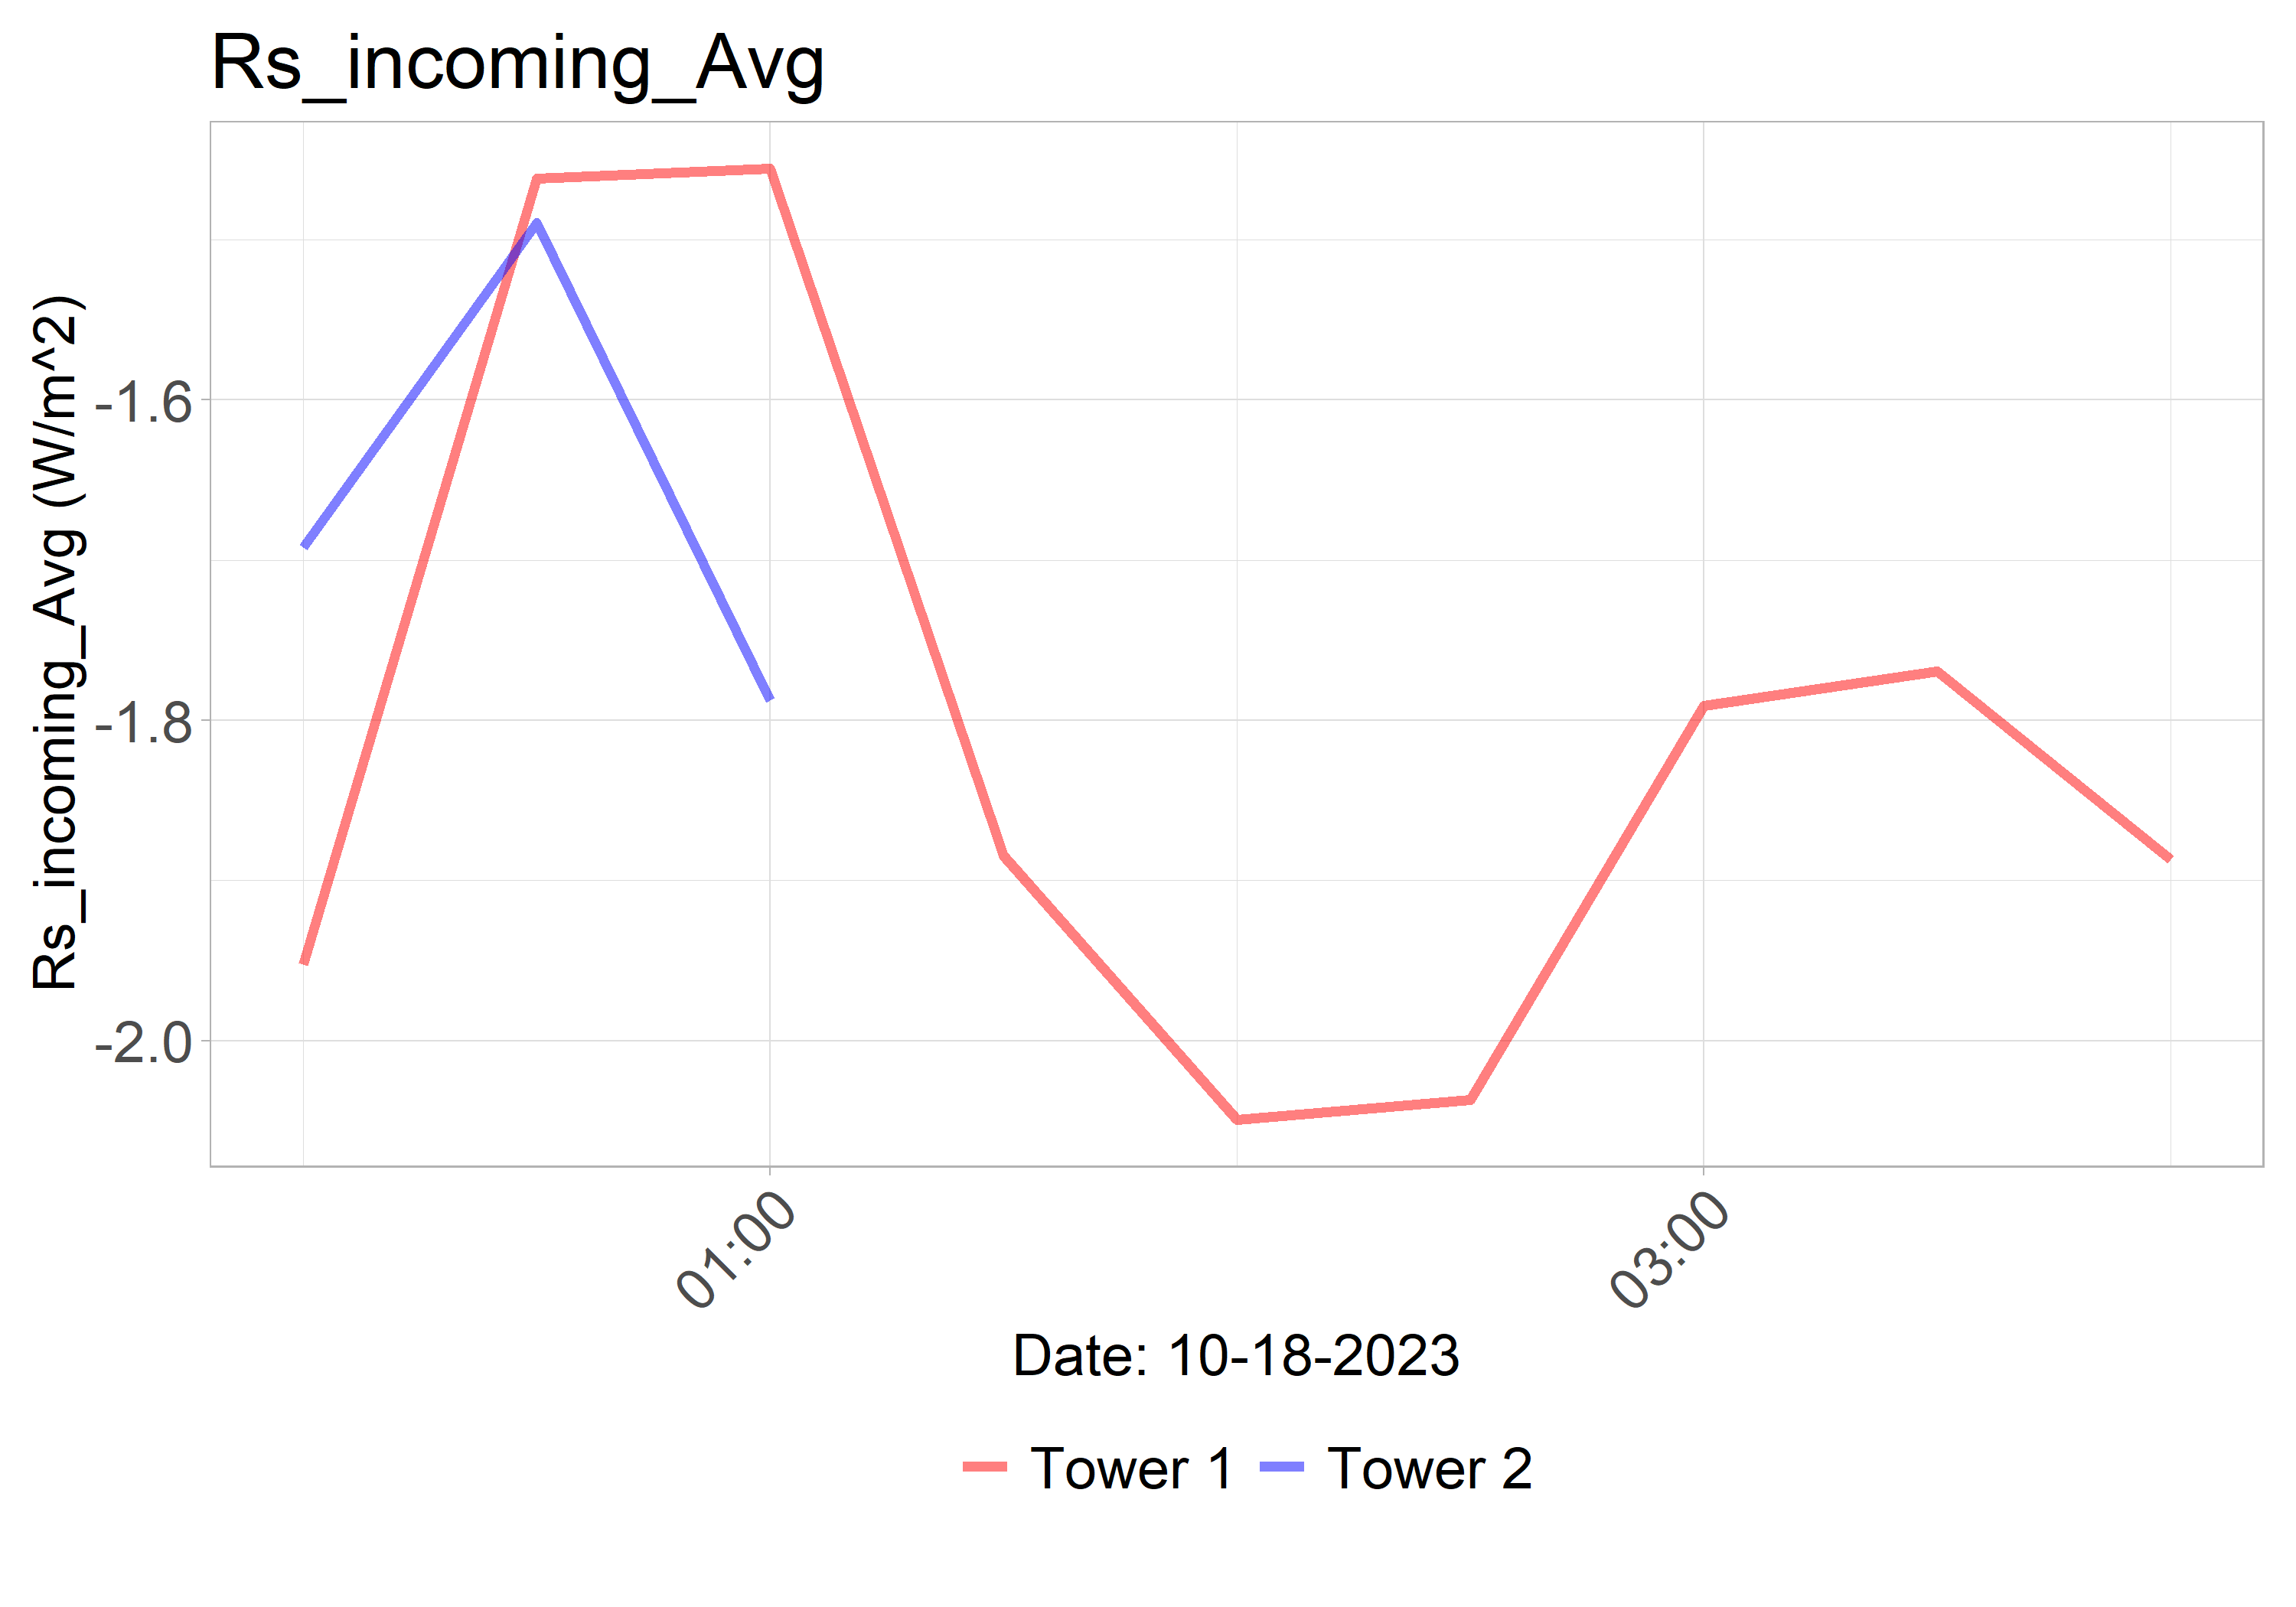 Rs_incoming_Avg
Rs_incoming_Avg (W/m^2)
-1.6
-1.8
-2.0
01:00
03:00
Date: 10-18-2023
Tower 1
Tower 2